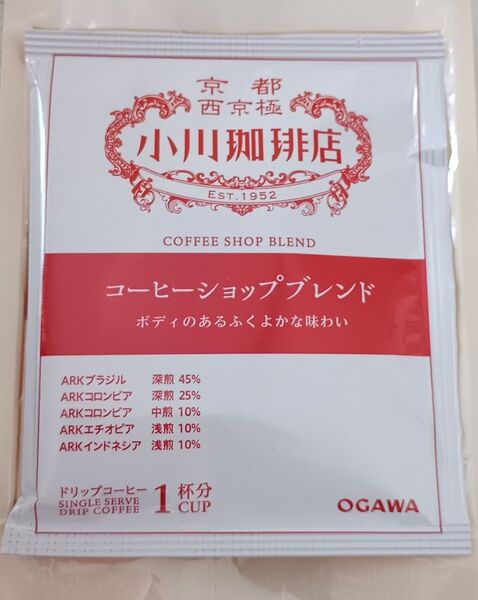 京都
西京極
小川珈琲店
EST.1952
COFFEE SHOP BLEND
コーヒーショップブレンド
ボディのあるふくよかな味わい
ARKブラジル 深煎 45%
ARKコロンビア 深煎 25%
ARKコロンビア 中煎 10%
ARKエチオピア 浅煎 10%
ARKインドネシア 浅煎 10%
ドリップコーヒー 1 杯分
SINGLE SERVE
DRIP COFFEE CUP
OGAWA